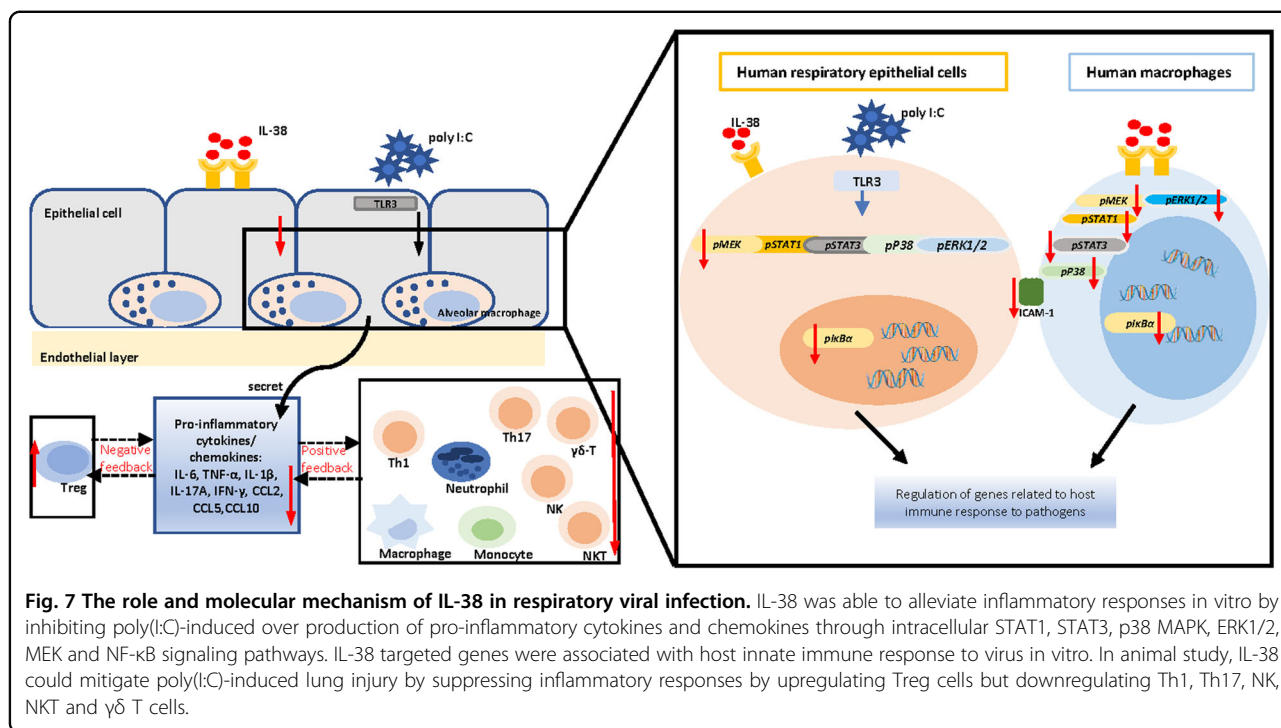 IL-38
poly I:C
TLR3
Epithelial cell
Alveolar macrophage
Endothelial layer
secret
Pro-inflammatory
cytokines/
chemokines:
IL-6, TNF-α, IL-1β,
IL-17A, IFN-γ, CCL2,
CCL5,CCL10
Negative
feedback
Positive
feedback
Treg
Th1
Th17
γδ-T
Neutrophil
NK
Macrophage
Monocyte
NKT
Human respiratory epithelial cells
Human macrophages
IL-38
poly I:C
TLR3
pMEK
pSTAT1
pSTAT3
pP38
pERK1/2
pIκBα
pMEK
pERK1/2
pSTAT1
pSTAT3
pP38
ICAM-1
pIκBα
Regulation of genes related to host
immune response to pathogens
Fig. 7 The role and molecular mechanism of IL-38 in respiratory viral infection. IL-38 was able to alleviate inflammatory responses in vitro by
inhibiting poly(I:C)-induced over production of pro-inflammatory cytokines and chemokines through intracellular STAT1, STAT3, p38 MAPK, ERK1/2,
MEK and NF-κB signaling pathways. IL-38 targeted genes were associated with host innate immune response to virus in vitro. In animal study, IL-38
could mitigate poly(I:C)-induced lung injury by suppressing inflammatory responses by upregulating Treg cells but downregulating Th1, Th17, NK,
NKT and γδ T cells.